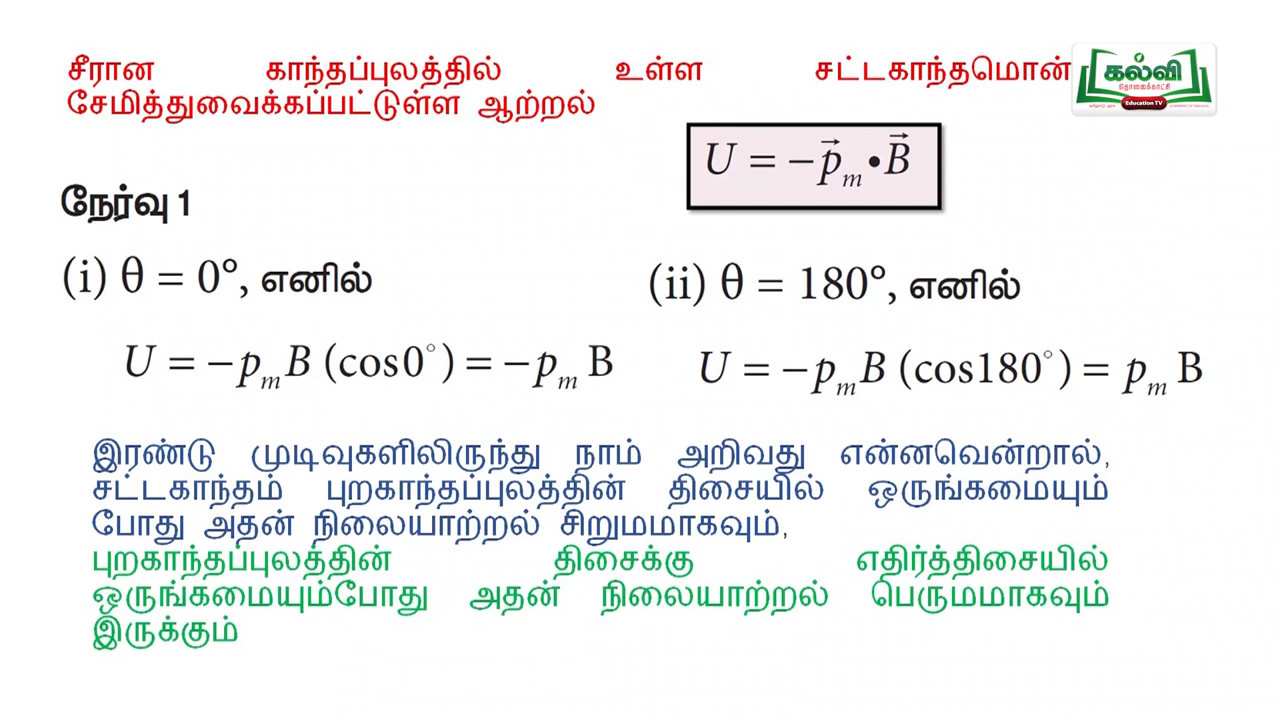 சீரான காந்தப்புலத்தில் உள்ள சட்டகாந்தமொன்
சேமித்துவைக்கப்பட்டுள்ள ஆற்றல்
கல்வி
தொலைக்காட்சி
Education TV
U = −p⃗ₘ • B⃗
நேர்வு 1
(i) θ = 0°, எனில்
(ii) θ = 180°, எனில்
U = −pₘB (cos0°) = −pₘ B
U = −pₘB (cos180°) = pₘ B
இரண்டு முடிவுகளிலிருந்து நாம் அறிவது என்னவென்றால்,
சட்டகாந்தம் புறகாந்தப்புலத்தின் திசையில் ஒருங்கமையும்
போது அதன் நிலையாற்றல் சிறுமமாகவும்,
புறகாந்தப்புலத்தின் திசைக்கு எதிர்த்திசையில்
ஒருங்கமையும்போது அதன் நிலையாற்றல் பெருமமாகவும்
இருக்கும்